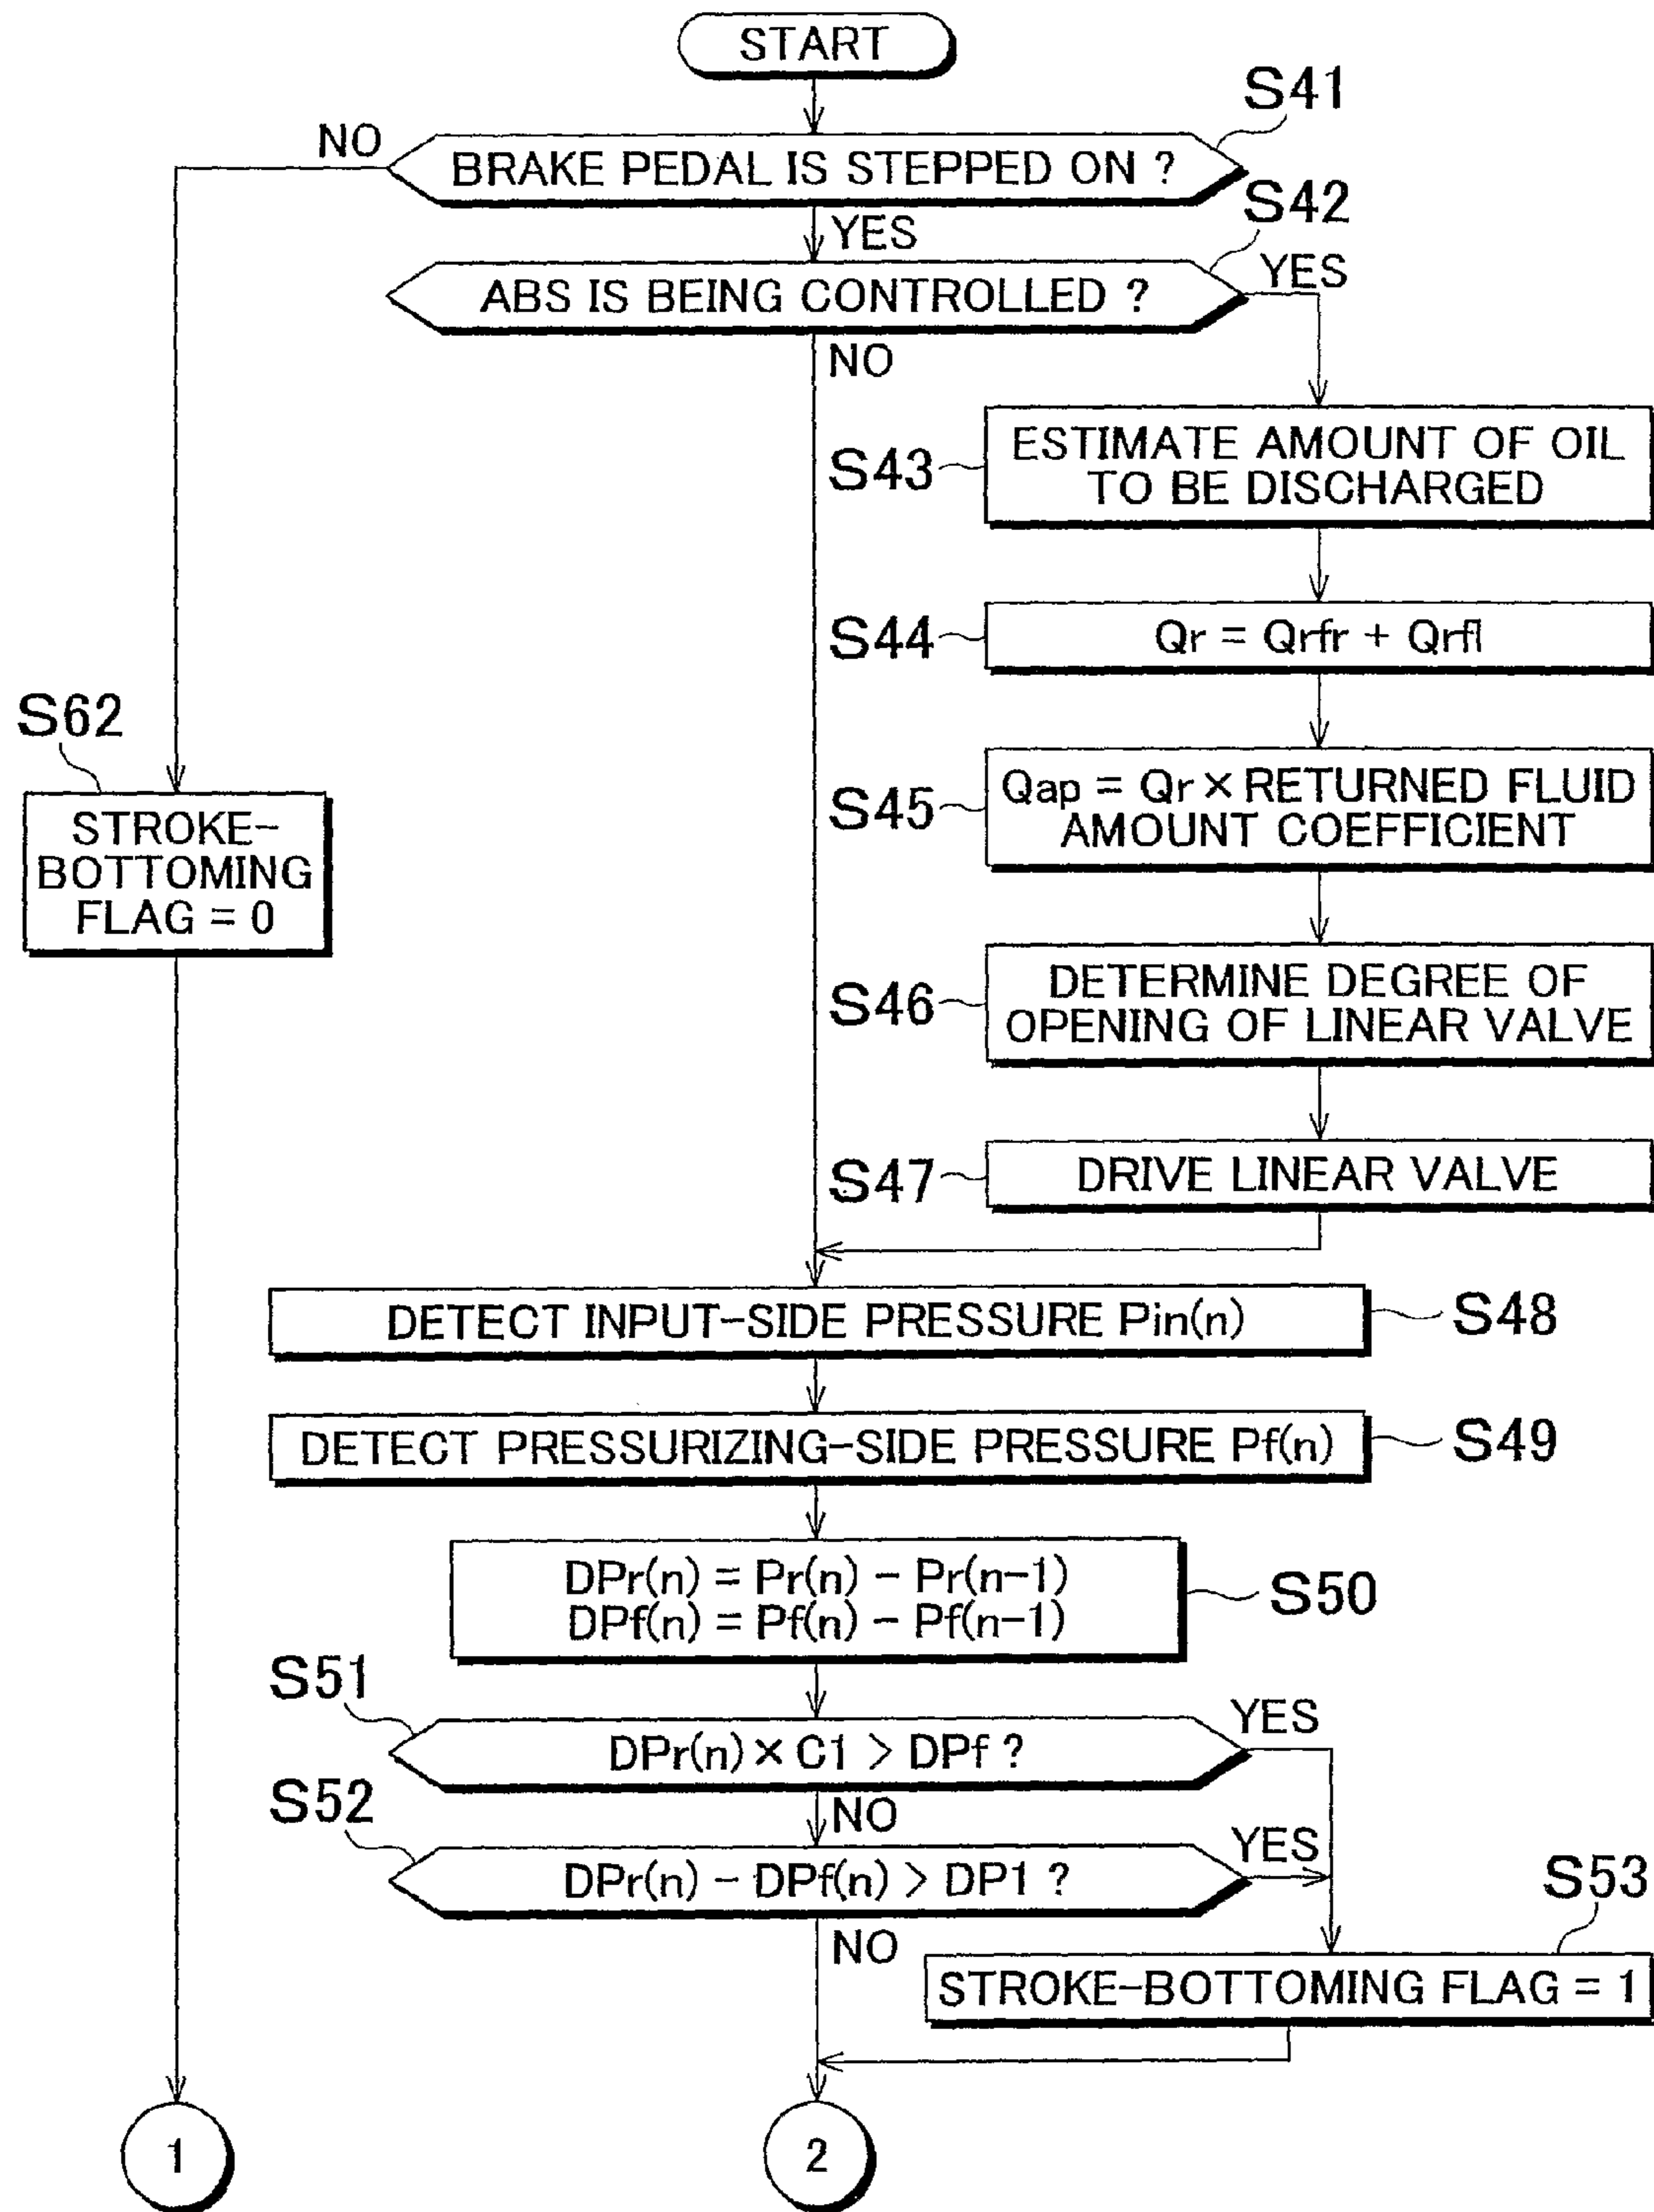 START
S41
NO
BRAKE PEDAL IS STEPPED ON ?
S42
YES
ABS IS BEING CONTROLLED ?
YES
NO
S43
ESTIMATE AMOUNT OF OIL
TO BE DISCHARGED
S44
Qr = Qrfr + Qrfl
S62
STROKE-
BOTTOMING
FLAG = 0
S45
Qap = Qr × RETURNED FLUID
AMOUNT COEFFICIENT
S46
DETERMINE DEGREE OF
OPENING OF LINEAR VALVE
S47
DRIVE LINEAR VALVE
DETECT INPUT-SIDE PRESSURE Pin(n)
S48
DETECT PRESSURIZING-SIDE PRESSURE Pf(n)
S49
DPr(n) = Pr(n) - Pr(n-1)
DPf(n) = Pf(n) - Pf(n-1)
S50
S51
DPr(n) × C1 > DPf ?
YES
NO
S52
DPr(n) - DPf(n) > DP1 ?
YES
NO
S53
STROKE-BOTTOMING FLAG = 1
1
2